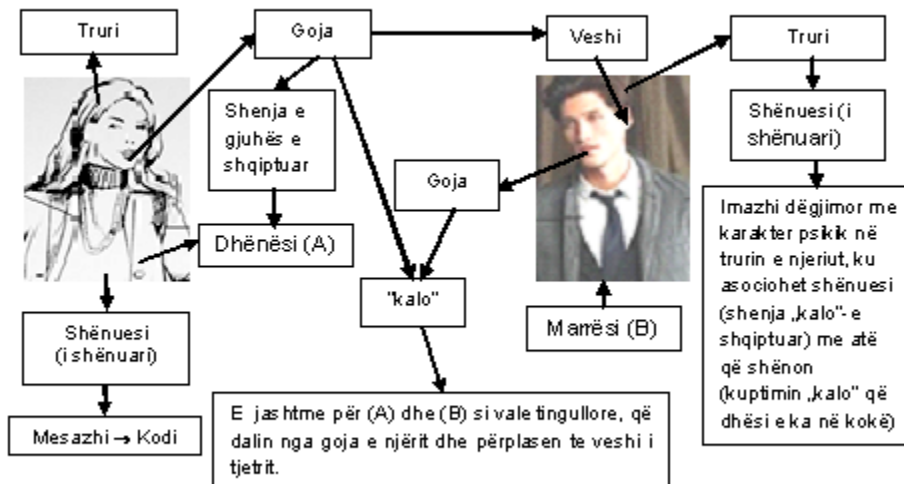 Truri
Goja
Veshi
Truri
Shenja e
gjuhës e
shqiptuar
Shënuesi (i
shënuari)
Goja
Dhënësi (A)
Imazhi dëgjimor me
karakter psikik në
trurin e njeriut, ku
asociohet shënuesi
(shenja „kalo”- e
shqiptuar) me atë
që shënon
(kuptimin „kalo” që
dhësi e ka në kokë)
"kalo"
Marrësi (B)
Shënuesi
(i shënuari)
Mesazhi → Kodi
E jashtme për (A) dhe (B) si vale tingullore, që
dalin nga goja e njërit dhe përplasen te veshi i
tjetrit.